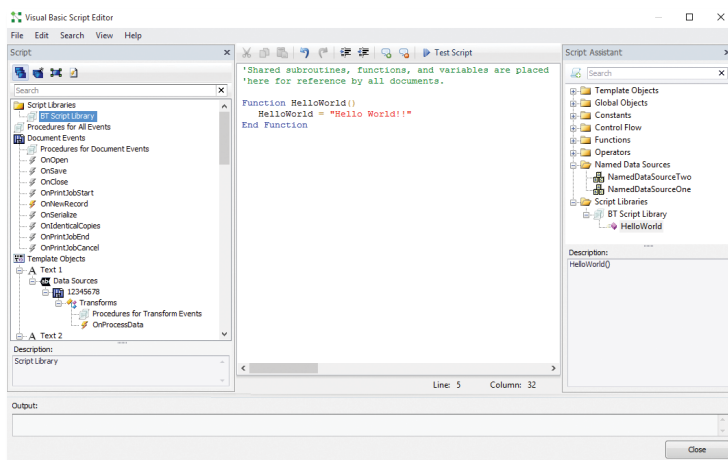 Visual Basic Script Editor
File Edit Search View Help
Script
Search
Script Libraries
BT Script Library
Procedures for All Events
Document Events
Procedures for Document Events
OnOpen
OnSave
OnClose
OnPrintJobStart
OnNewRecord
OnSerialize
OnIdenticalCopies
OnPrintJobEnd
OnPrintJobCancel
Template Objects
A Text 1
Data Sources
12345678
Transforms
Procedures for Transform Events
OnProcessData
A Text 2
Description:
Script Library
Test Script
'Shared subroutines, functions, and variables are placed
'here for reference by all documents.
Function HelloWorld()
HelloWorld = "Hello World!!"
End Function
Line: 5 Column: 32
Script Assistant
Search
Template Objects
Global Objects
Constants
Control Flow
Functions
Operators
Named Data Sources
NamedDataSourceTwo
NamedDataSourceOne
Script Libraries
BT Script Library
HelloWorld
Description:
HelloWorld()
Output:
Close